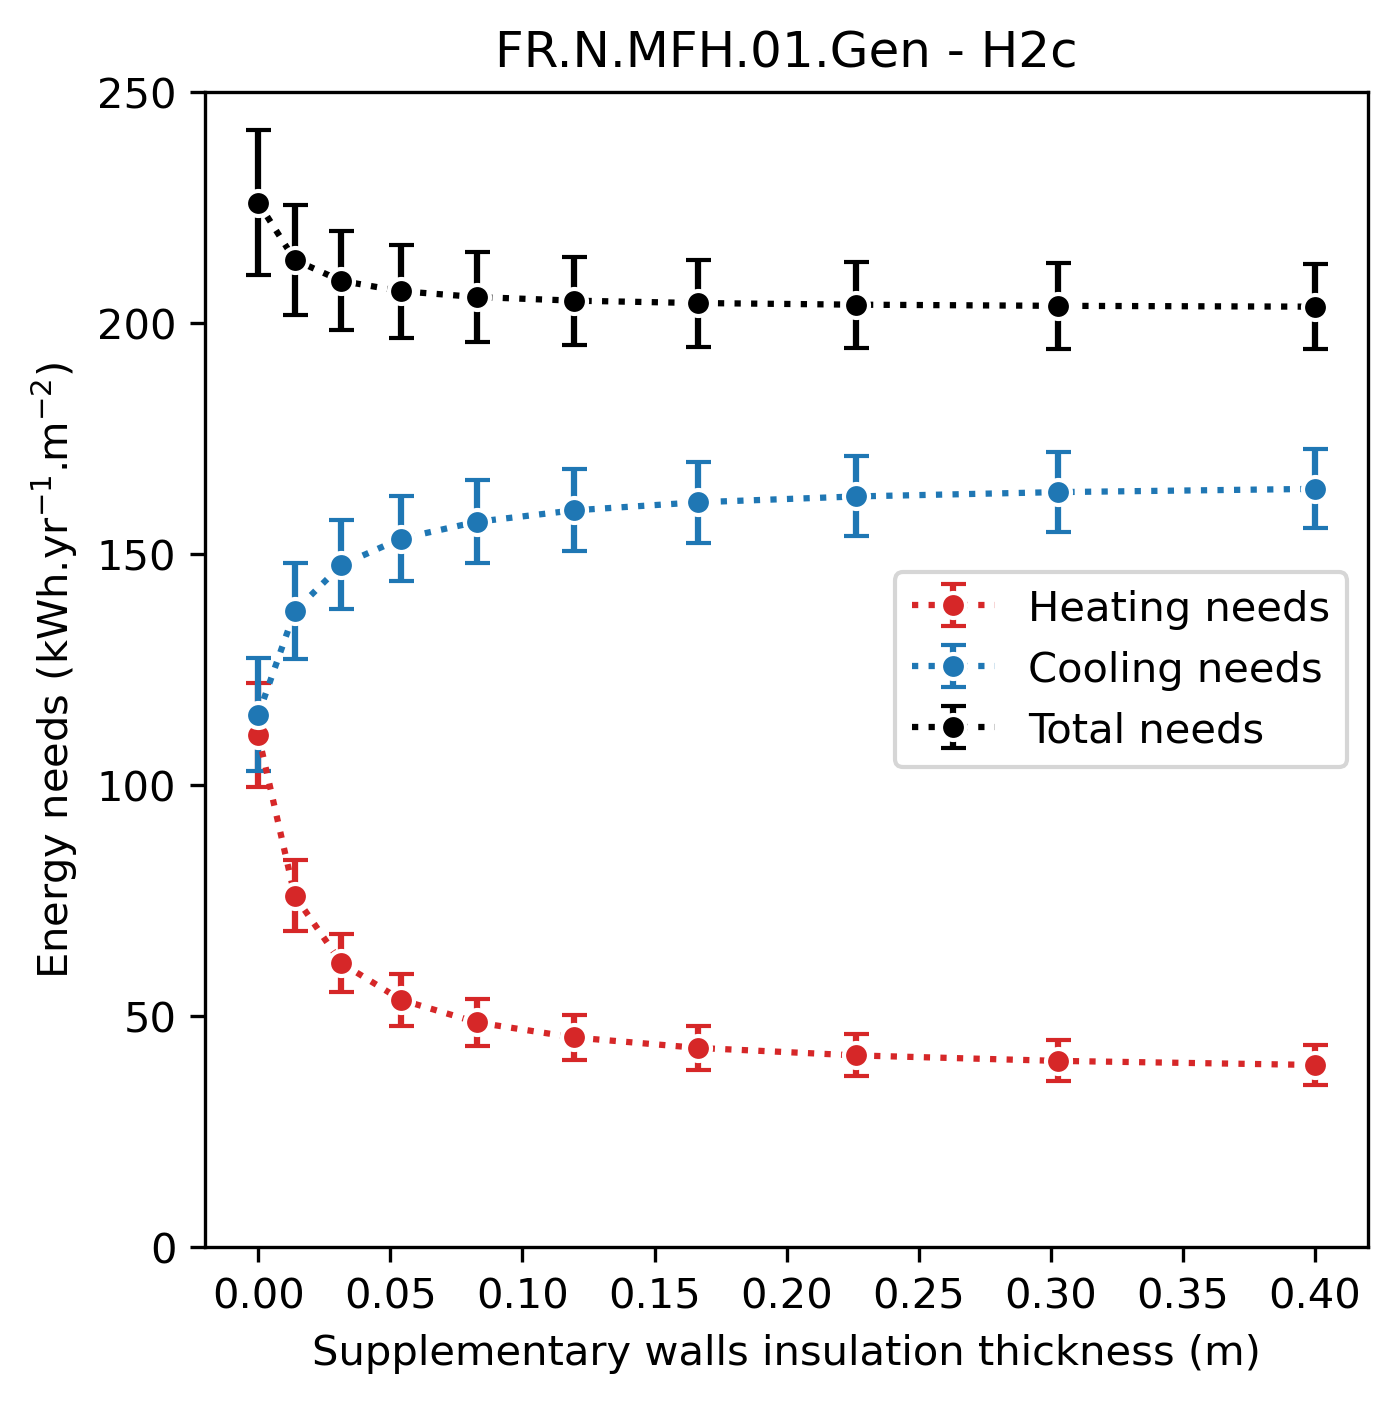 FR.N.MFH.01.Gen - H2c
250
200
150
100
50
0
Energy needs (kWh.yr⁻¹.m⁻²)
Heating needs
Cooling needs
Total needs
0.00 0.05 0.10 0.15 0.20 0.25 0.30 0.35 0.40
Supplementary walls insulation thickness (m)